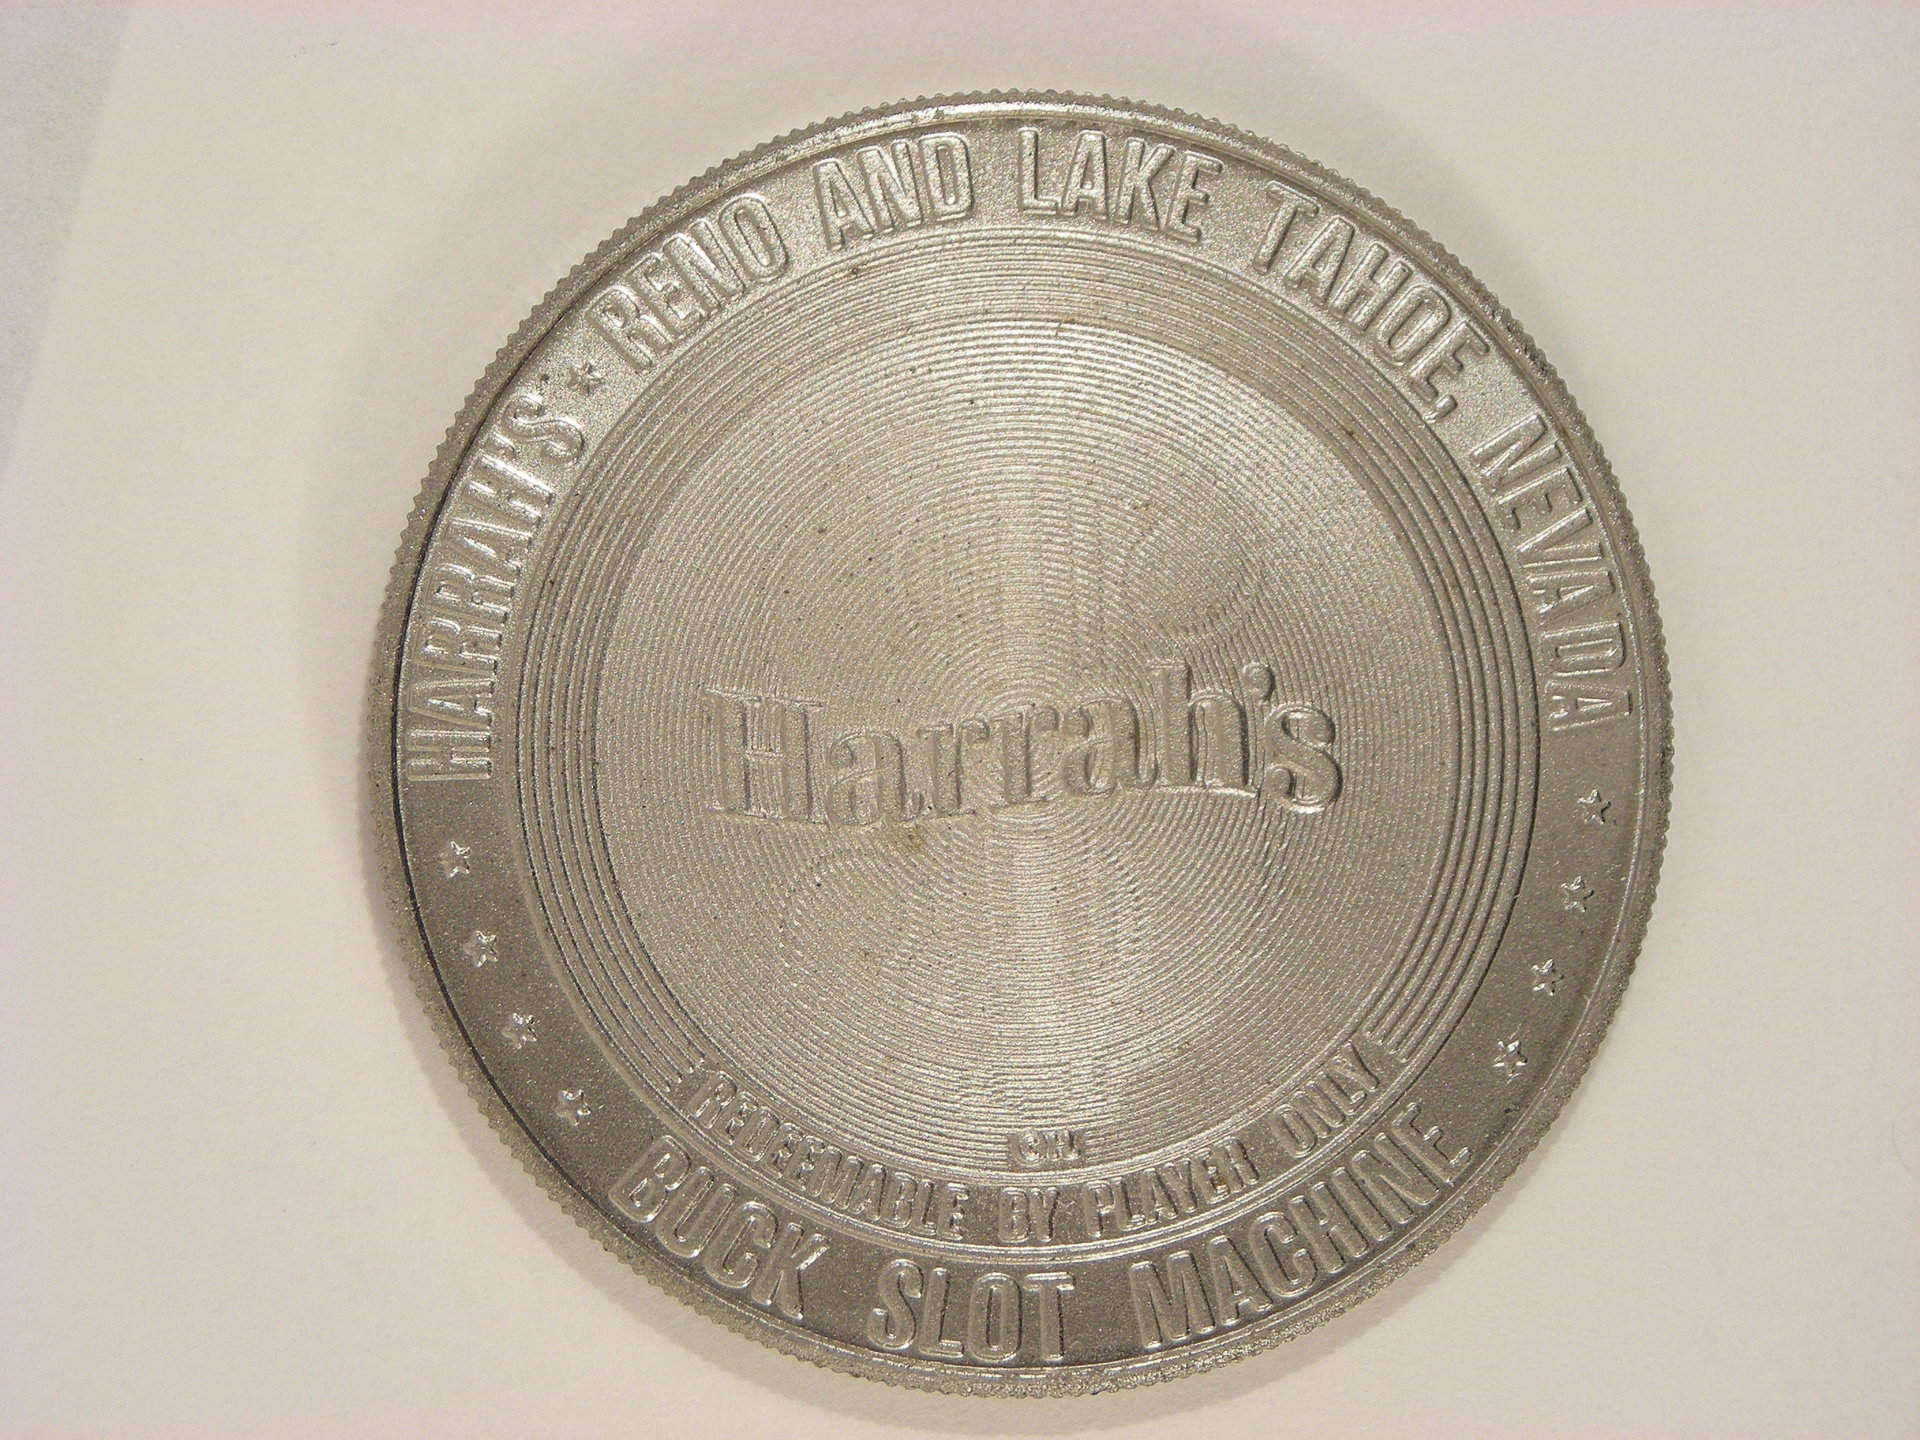 HARRAH'S ★ RENO AND LAKE TAHOE, NEVADA
Harrah's
REDEEMABLE BY PLAYER ONLY
BUCK SLOT MACHINE